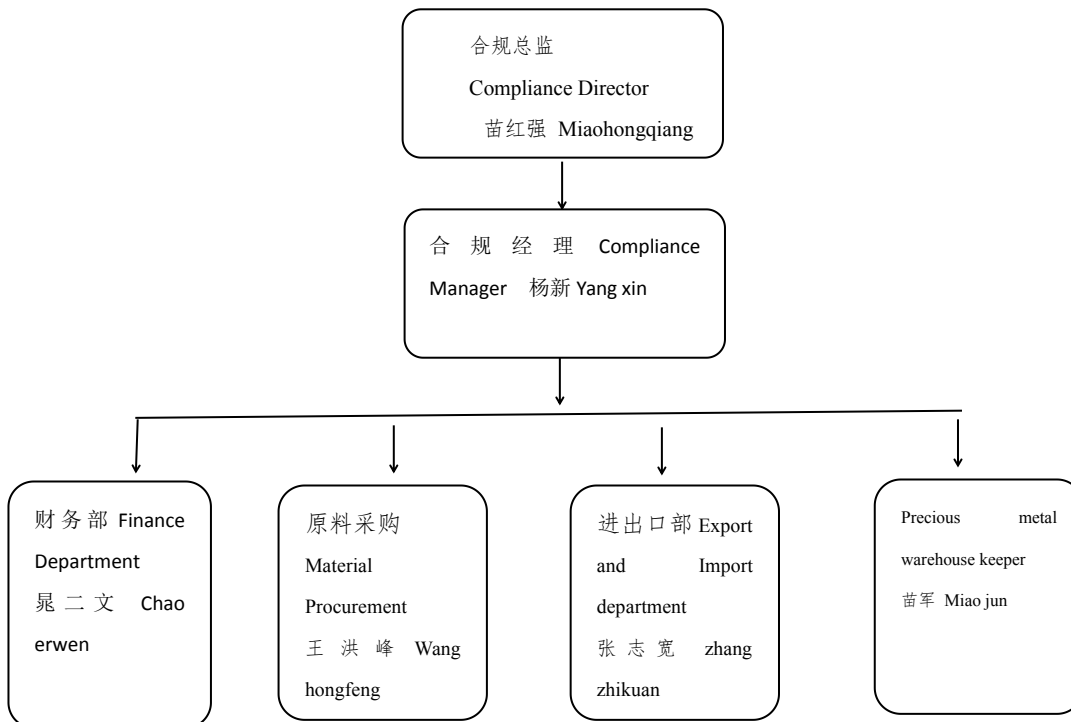 合规总监
Compliance Director
苗红强 Miaohongqiang
合规经理 Compliance
Manager 杨新 Yang xin
财务部 Finance
Department
晁二文 Chao
erwen
原料采购
Material
Procurement
王洪峰 Wang
hongfeng
进出口部 Export
and Import
department
张志宽 zhang
zhikuan
Precious metal
warehouse keeper
苗军 Miao jun